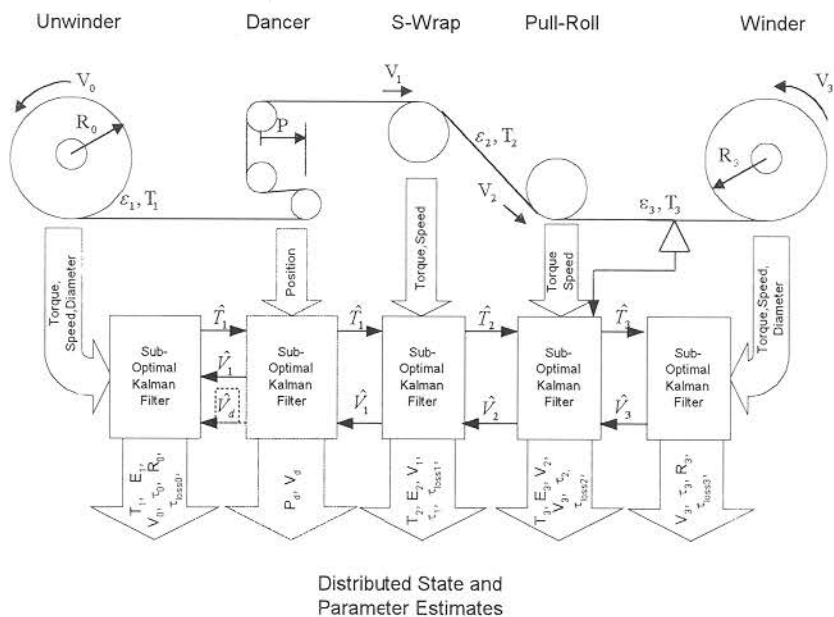 Unwinder Dancer S-Wrap Pull-Roll Winder
V₀
R₀
ε₁, T₁
P
V₁
ε₂, T₂
V₂
ε₃, T₃
V₃
R₃
Torque,
Speed,Diameter
Position
Torque,Speed
Torque
Speed
Torque,Speed,
Diameter
T̂₁
T̂₁
T̂₂
T̂₃
V̂₁
V̂d
V̂₁
V̂₂
V̂₃
Sub-
Optimal
Kalman
Filter
Sub-
Optimal
Kalman
Filter
Sub-
Optimal
Kalman
Filter
Sub-
Optimal
Kalman
Filter
Sub-
Optimal
Kalman
Filter
T₁, E₁,
V₀, τ₀, R₀,
τloss0,
Pd, Vd
T₂, E₂, V₁,
τ₁, τloss1,
T₃, E₃, V₂,
V₃, τ₂,
τloss2,
V₃, τ₃, R₃,
τloss3,
Distributed State and
Parameter Estimates